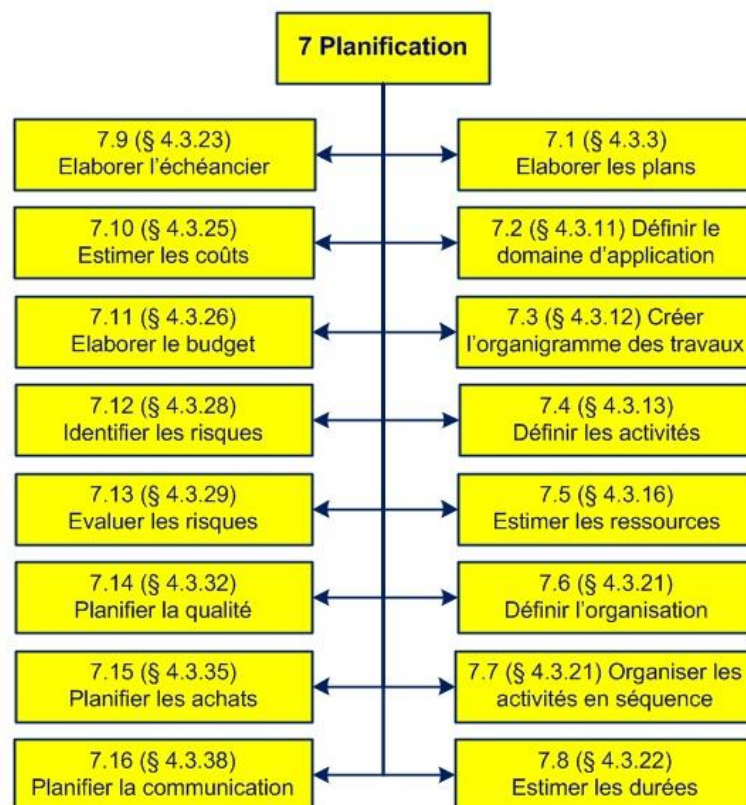 7 Planification
7.9 (§ 4.3.23)
Elaborer l'échéancier
7.1 (§ 4.3.3)
Elaborer les plans
7.10 (§ 4.3.25)
Estimer les coûts
7.2 (§ 4.3.11) Définir le
domaine d'application
7.11 (§ 4.3.26)
Elaborer le budget
7.3 (§ 4.3.12) Créer
l'organigramme des travaux
7.12 (§ 4.3.28)
Identifier les risques
7.4 (§ 4.3.13)
Définir les activités
7.13 (§ 4.3.29)
Evaluer les risques
7.5 (§ 4.3.16)
Estimer les ressources
7.14 (§ 4.3.32)
Planifier la qualité
7.6 (§ 4.3.21)
Définir l'organisation
7.15 (§ 4.3.35)
Planifier les achats
7.7 (§ 4.3.21) Organiser les
activités en séquence
7.16 (§ 4.3.38)
Planifier la communication
7.8 (§ 4.3.22)
Estimer les durées